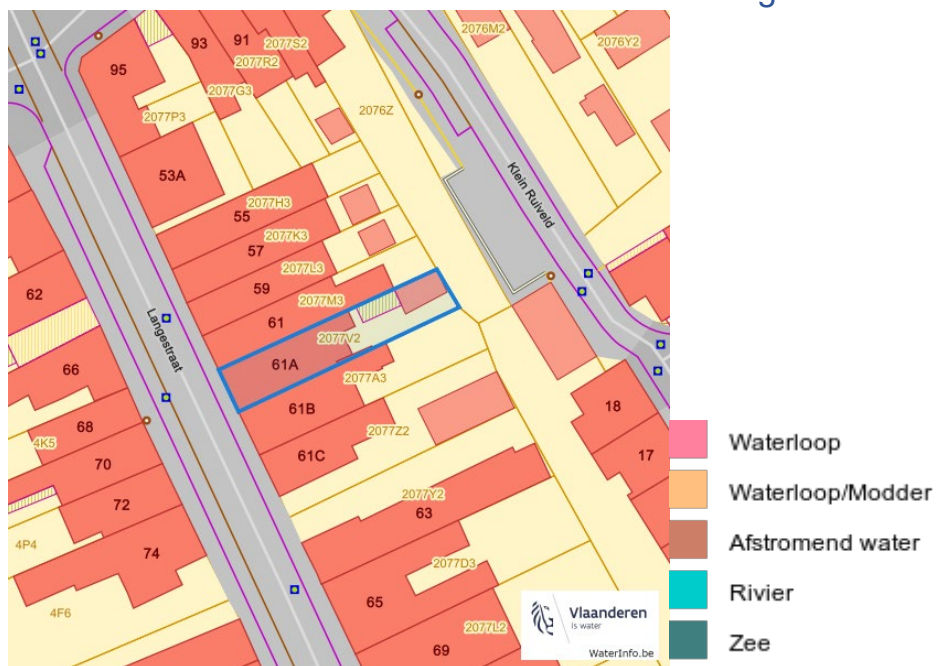 g
95
93
91
2077S2
2077R2
2077G3
2077P3
2076M2
2076Y2
2076Z
53A
55
2077H3
57
2077K3
59
2077L3
61
2077M3
61A
2077V2
61B
2077A3
61C
2077Z2
Klein Ruiveld
Langestraat
62
66
68
4K5
70
72
74
4P4
4F6
2077Y2
63
2077D3
65
69
2077L2
18
17
Vlaanderen
is water
WaterInfo.be
Waterloop
Waterloop/Modder
Afstromend water
Rivier
Zee